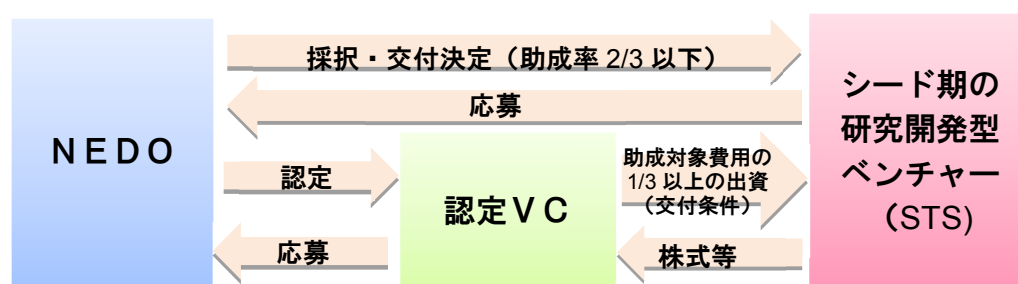 採択・交付決定（助成率 2/3 以下）
応募
ＮＥＤＯ
認定
応募
認定ＶＣ
助成対象費用の
1/3 以上の出資
（交付条件）
株式等
シード期の
研究開発型
ベンチャー
（STS)